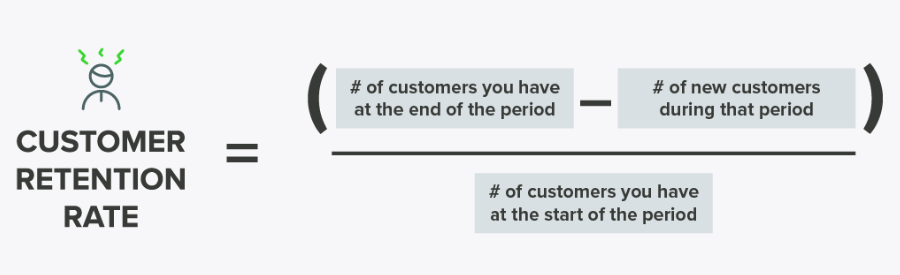 CUSTOMER
RETENTION
RATE
=
(
# of customers you have
at the end of the period
–
# of new customers
during that period
)
# of customers you have
at the start of the period